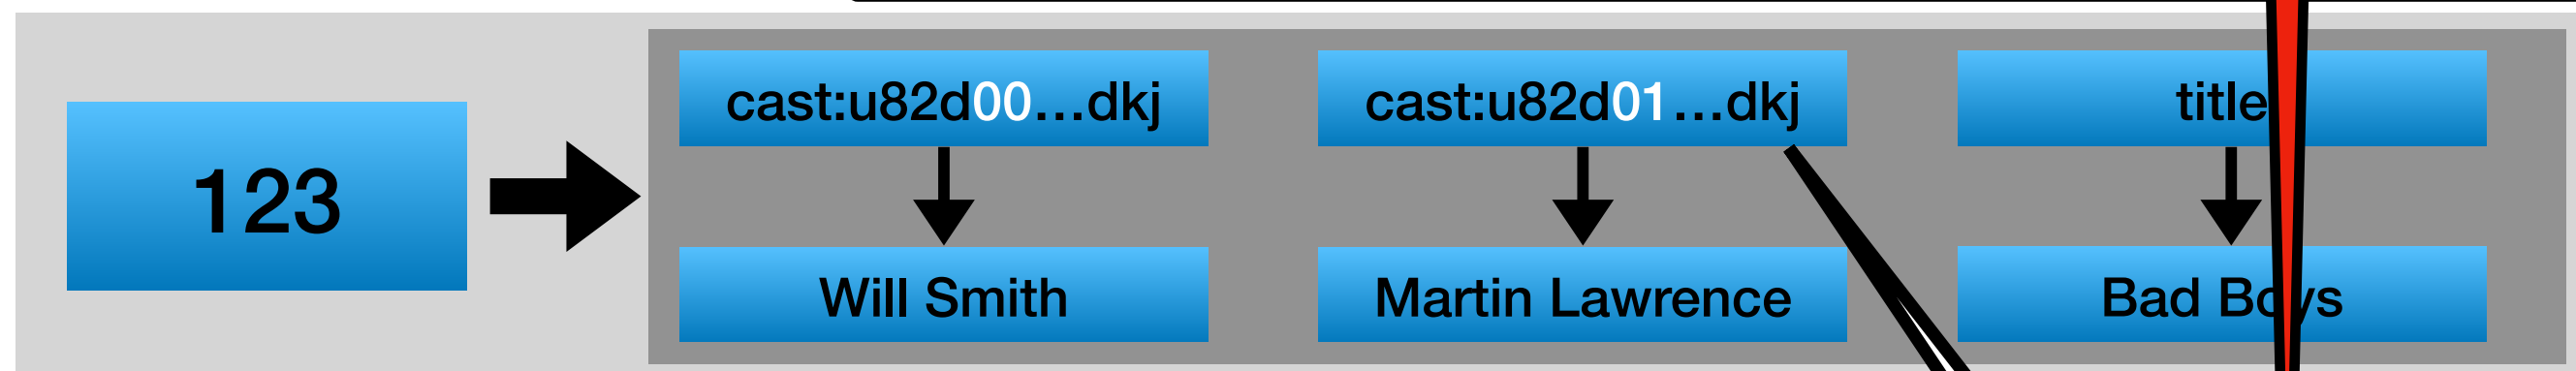 cast:u82d00...dkj cast:u82d01...dkj title
123
Will Smith Martin Lawrence Bad Boys